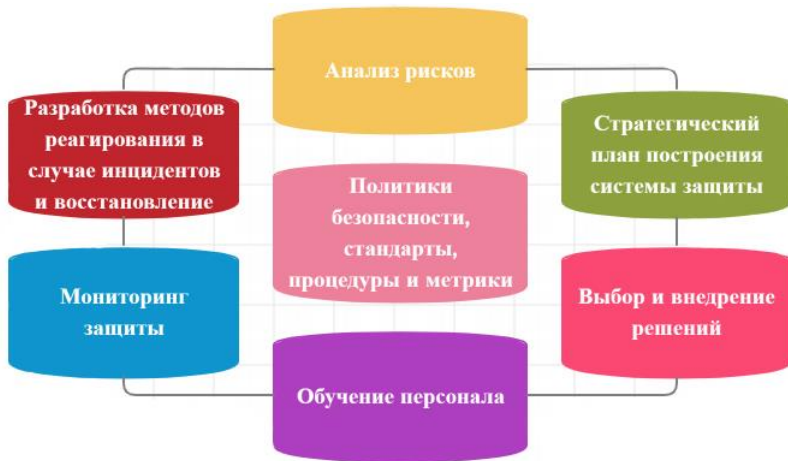 Анализ рисков
Разработка методов
реагирования в
случае инцидентов
и восстановление
Стратегический
план построения
системы защиты
Политики
безопасности,
стандарты,
процедуры и метрики
Мониторинг
защиты
Выбор и внедрение
решений
Обучение персонала